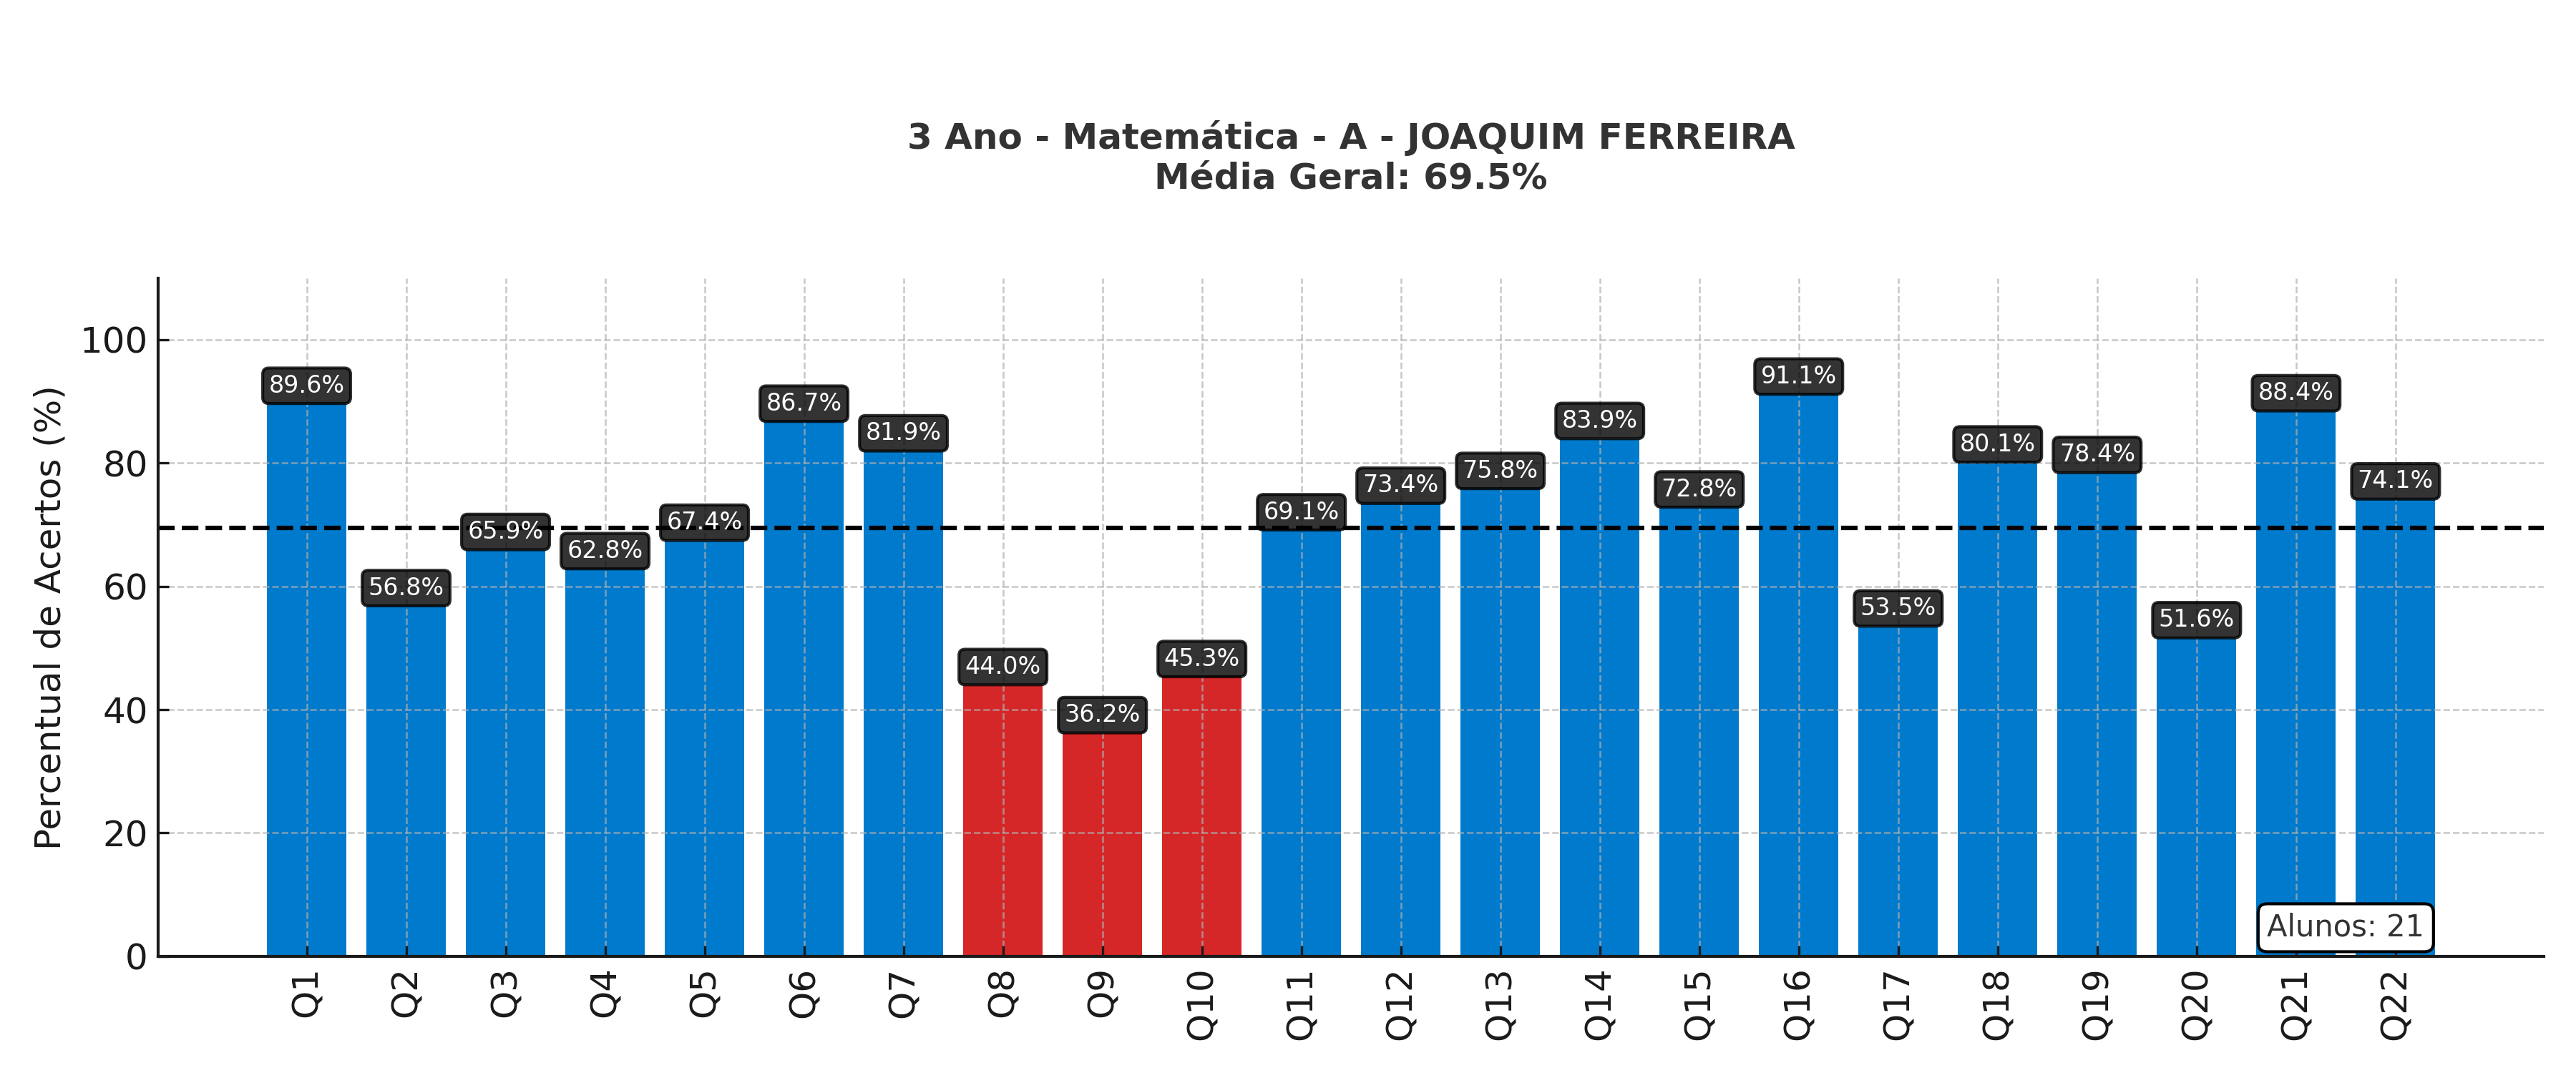 3 Ano - Matemática - A - JOAQUIM FERREIRA
Média Geral: 69.5%
Percentual de Acertos (%)
100
80
60
40
20
0
89.6%
56.8%
65.9%
62.8%
67.4%
86.7%
81.9%
44.0%
36.2%
45.3%
69.1%
73.4%
75.8%
83.9%
72.8%
91.1%
53.5%
80.1%
78.4%
51.6%
88.4%
74.1%
Alunos: 21
Q1
Q2
Q3
Q4
Q5
Q6
Q7
Q8
Q9
Q10
Q11
Q12
Q13
Q14
Q15
Q16
Q17
Q18
Q19
Q20
Q21
Q22